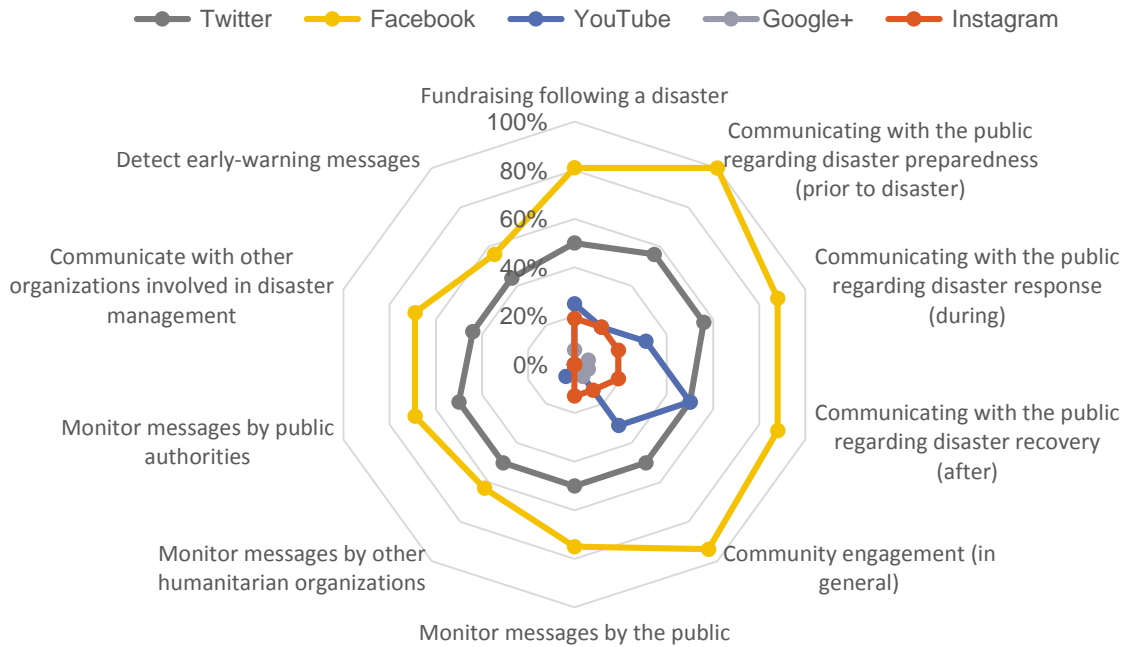 Twitter Facebook YouTube Google+ Instagram
Fundraising following a disaster
100%
80%
60%
40%
20%
0%
Communicating with the public
regarding disaster preparedness
(prior to disaster)
Communicating with the public
regarding disaster response
(during)
Communicating with the public
regarding disaster recovery
(after)
Community engagement (in
general)
Monitor messages by the public
Monitor messages by other
humanitarian organizations
Monitor messages by public
authorities
Communicate with other
organizations involved in disaster
management
Detect early-warning messages